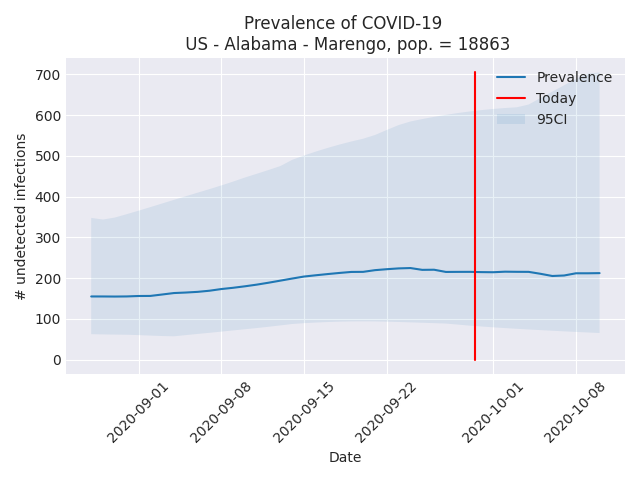 Prevalence of COVID-19
US - Alabama - Marengo, pop. = 18863
# undetected infections
700
600
500
400
300
200
100
0
Prevalence
Today
95CI
2020-09-01
2020-09-08
2020-09-15
2020-09-22
2020-10-01
2020-10-08
Date